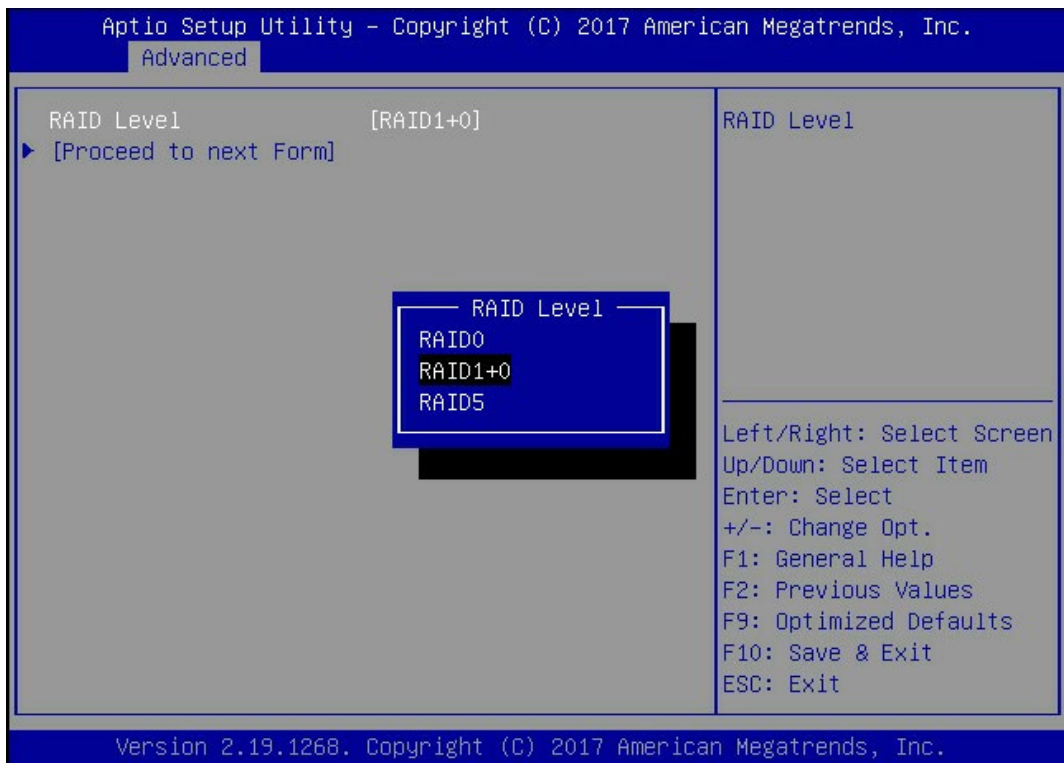 Aptio Setup Utility – Copyright (C) 2017 American Megatrends, Inc.
Advanced
RAID Level [RAID1+0]
[Proceed to next Form]
RAID Level
RAID Level
RAID0
RAID1+0
RAID5
Left/Right: Select Screen
Up/Down: Select Item
Enter: Select
+/-: Change Opt.
F1: General Help
F2: Previous Values
F9: Optimized Defaults
F10: Save & Exit
ESC: Exit
Version 2.19.1268. Copyright (C) 2017 American Megatrends, Inc.